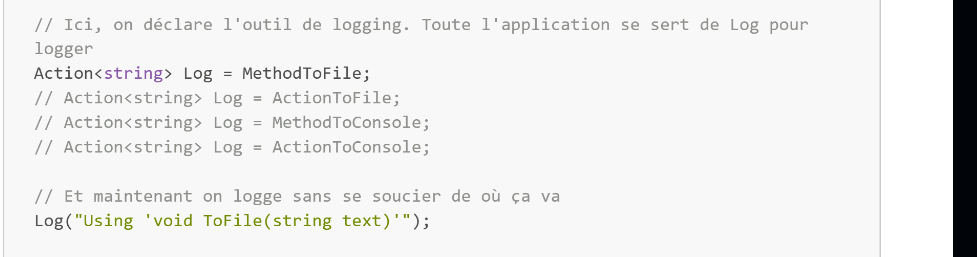 // Ici, on déclare l'outil de logging. Toute l'application se sert de Log pour
logger
Action<string> Log = MethodToFile;
// Action<string> Log = ActionToFile;
// Action<string> Log = MethodToConsole;
// Action<string> Log = ActionToConsole;
// Et maintenant on logge sans se soucier de où ça va
Log("Using 'void ToFile(string text)'");